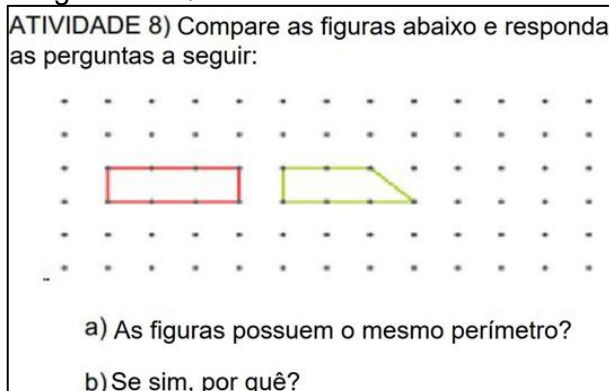 ATIVIDADE 8) Compare as figuras abaixo e responda
as perguntas a seguir:
a) As figuras possuem o mesmo perímetro?
b) Se sim, por quê?